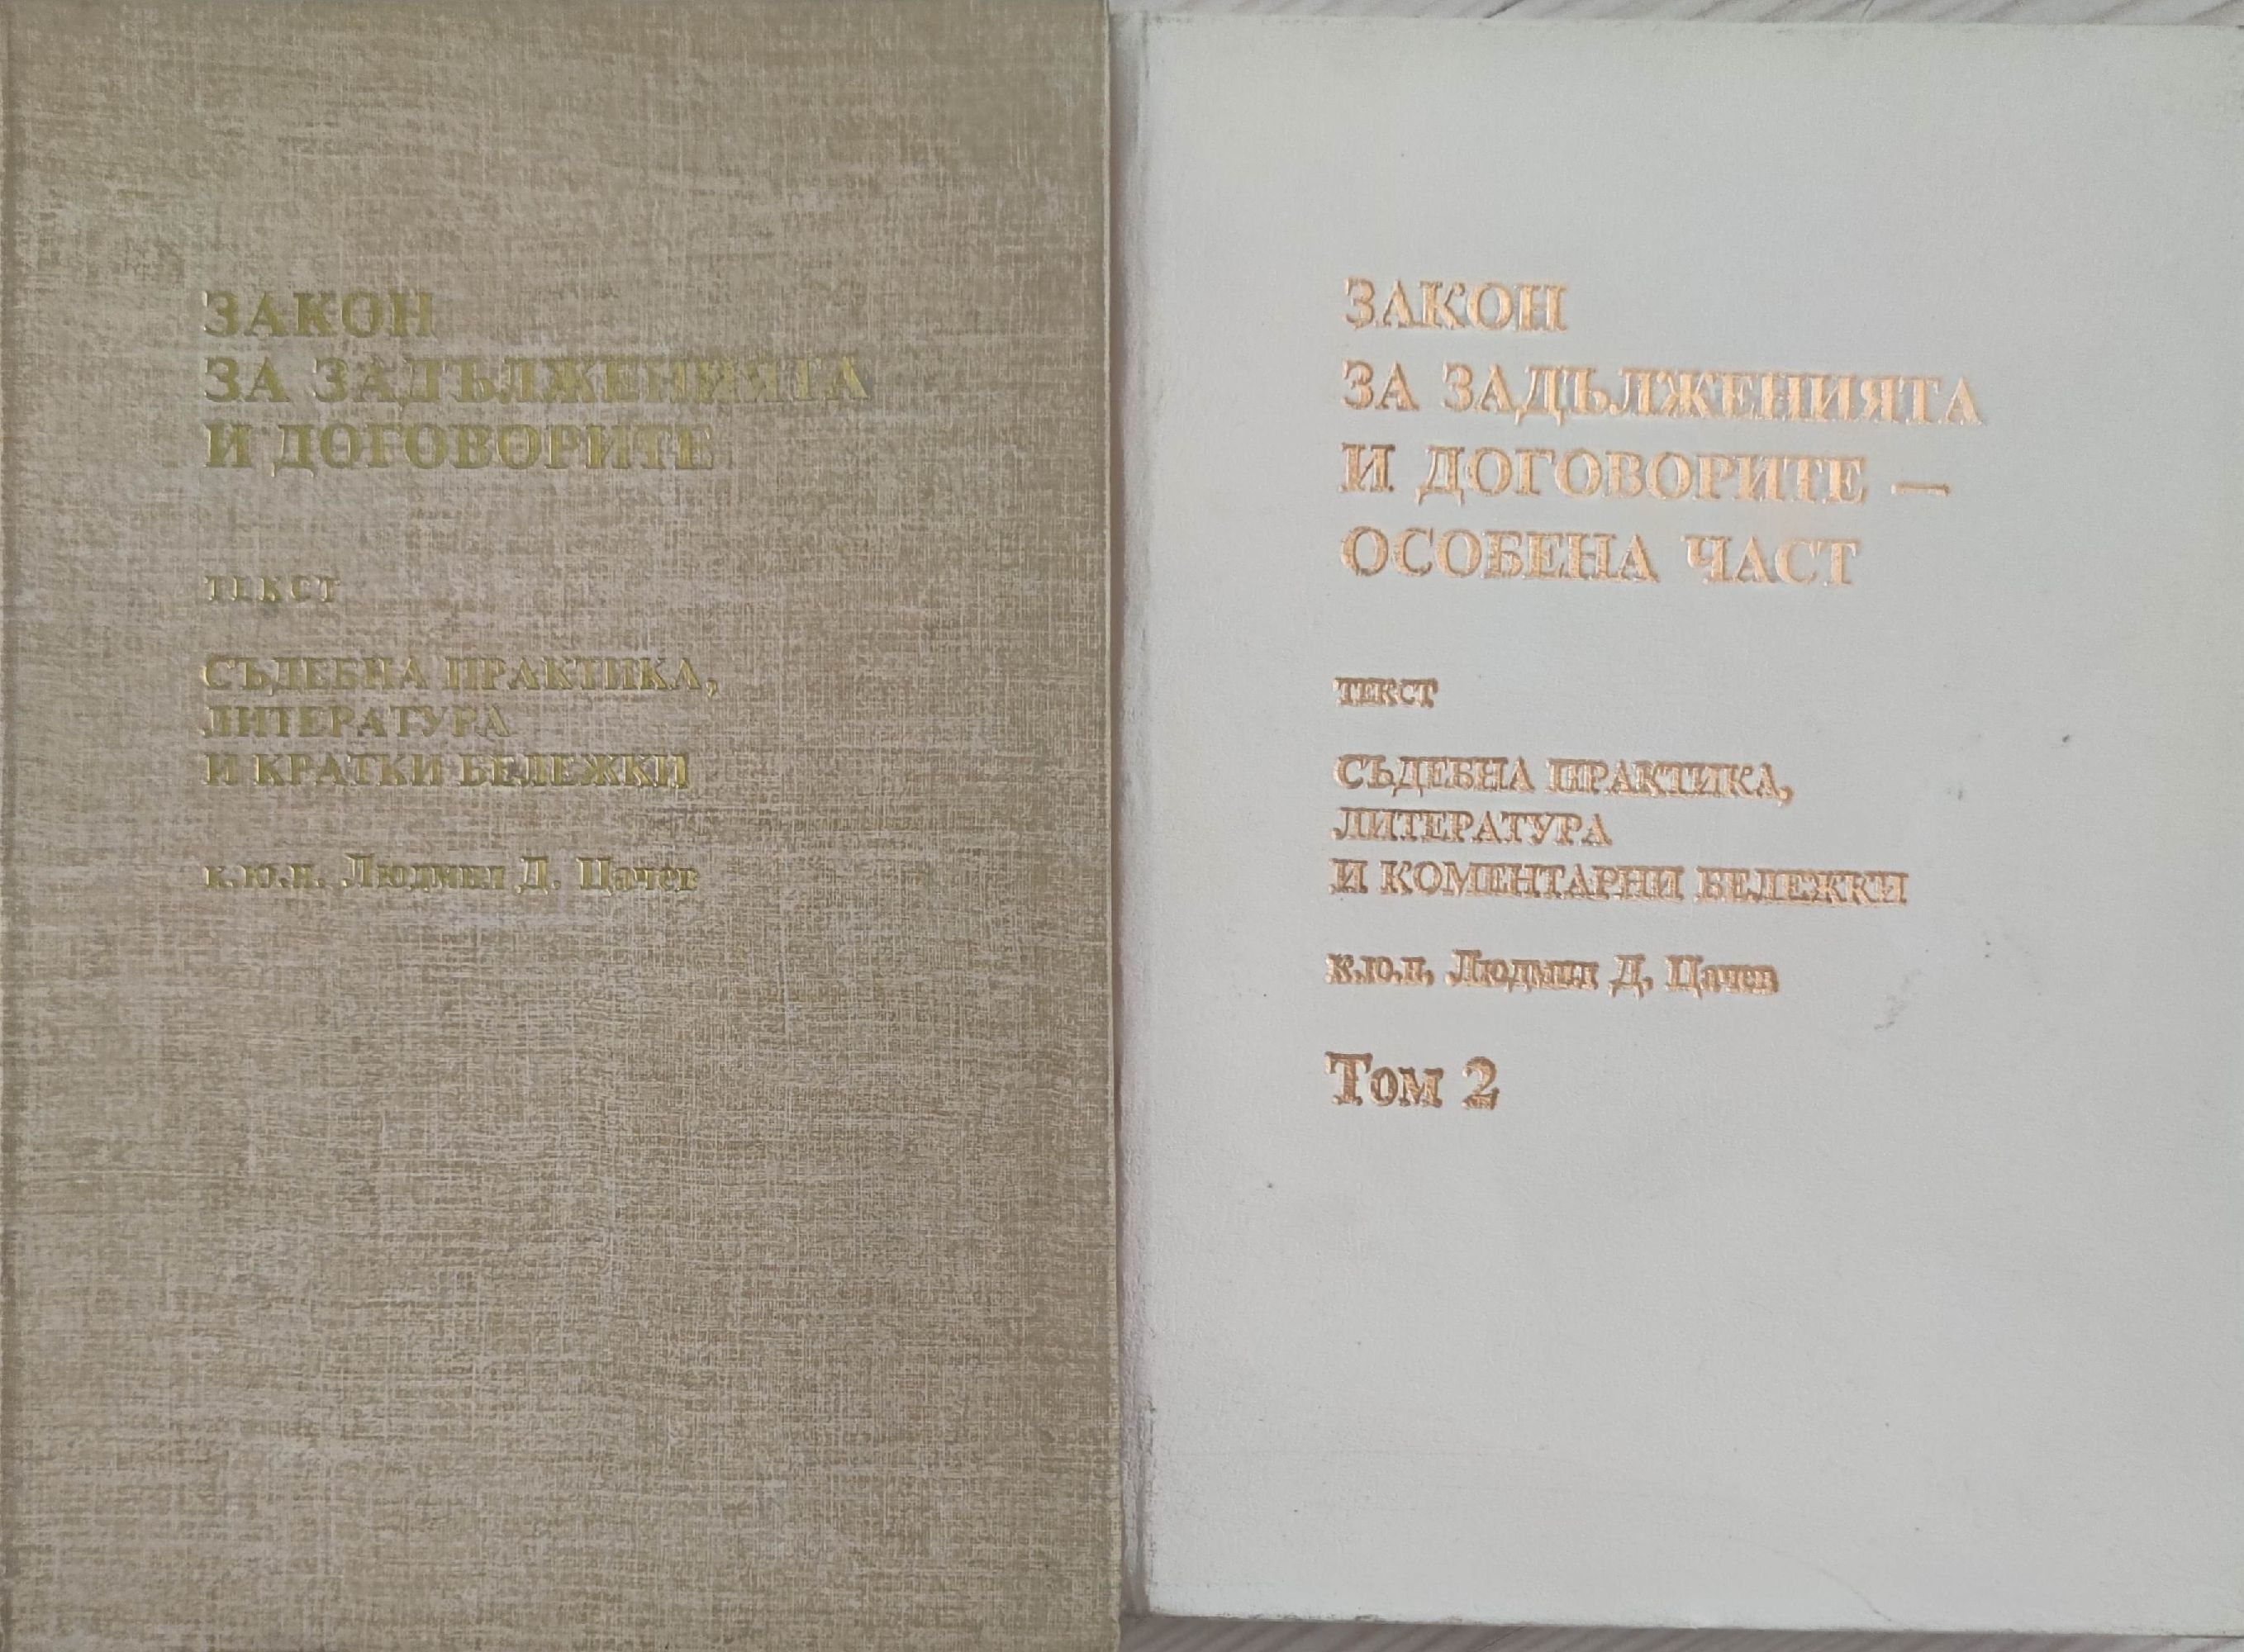 ЗАКОН
ЗА ЗАДЪЛЖЕНИЯТА
И ДОГОВОРИТЕ
ТЕКСТ
СЪДЕБНА ПРАКТИКА,
ЛИТЕРАТУРА
И КРАТКИ БЕЛЕЖКИ
к.ю.н. Людмил Д. Цачев
ЗАКОН
ЗА ЗАДЪЛЖЕНИЯТА
И ДОГОВОРИТЕ —
ОСОБЕНА ЧАСТ
ТЕКСТ
СЪДЕБНА ПРАКТИКА,
ЛИТЕРАТУРА
И КОМЕНТАРНИ БЕЛЕЖКИ
к.ю.н. Людмил Д. Цачев
Том 2